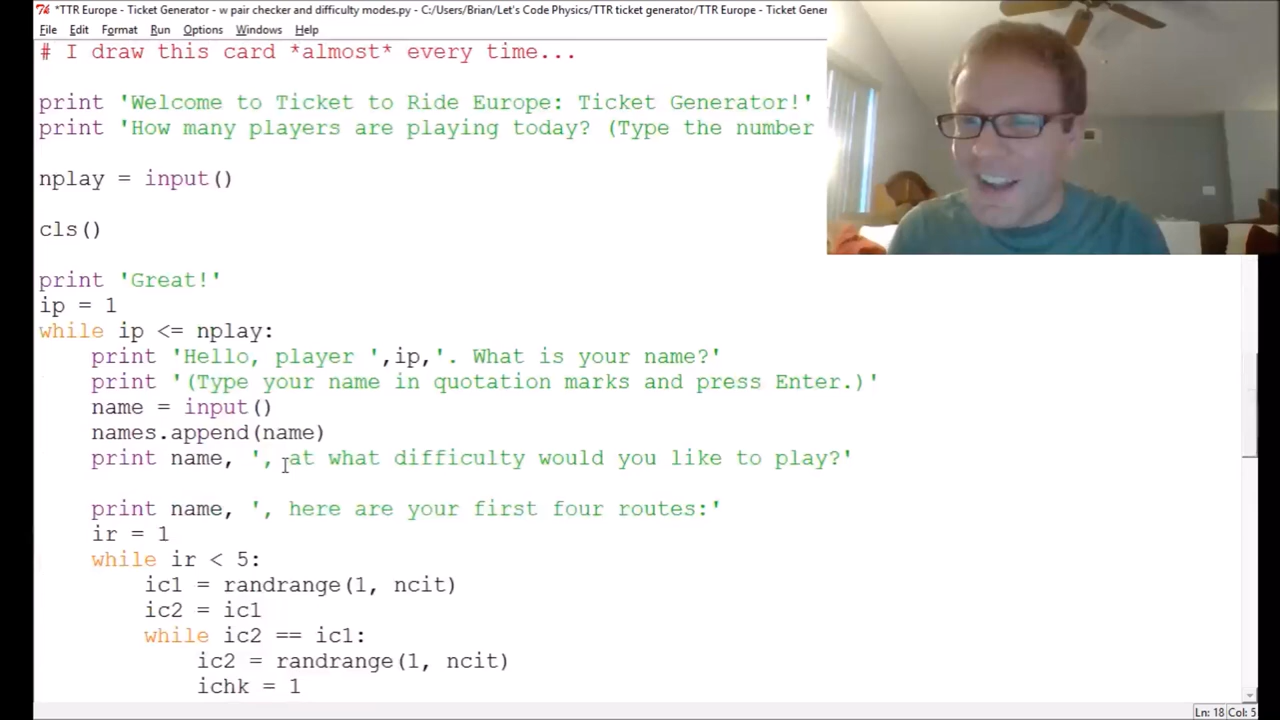 *TTR Europe - Ticket Generator - w pair checker and difficulty modes.py - C:/Users/Brian/Let's Code Physics/TTR ticket generator/TTR Europe - Ticket Gener
File Edit Format Run Options Windows Help
# I draw this card *almost* every time...
print 'Welcome to Ticket to Ride Europe: Ticket Generator!'
print 'How many players are playing today? (Type the number
nplay = input()
cls()
print 'Great!'
ip = 1
while ip <= nplay:
print 'Hello, player ',ip,'. What is your name?'
print '(Type your name in quotation marks and press Enter.)'
name = input()
names.append(name)
print name, ', at what difficulty would you like to play?'
print name, ', here are your first four routes:'
ir = 1
while ir < 5:
ic1 = randrange(1, ncit)
ic2 = ic1
while ic2 == ic1:
ic2 = randrange(1, ncit)
ichk = 1
Ln: 18 Col: 5